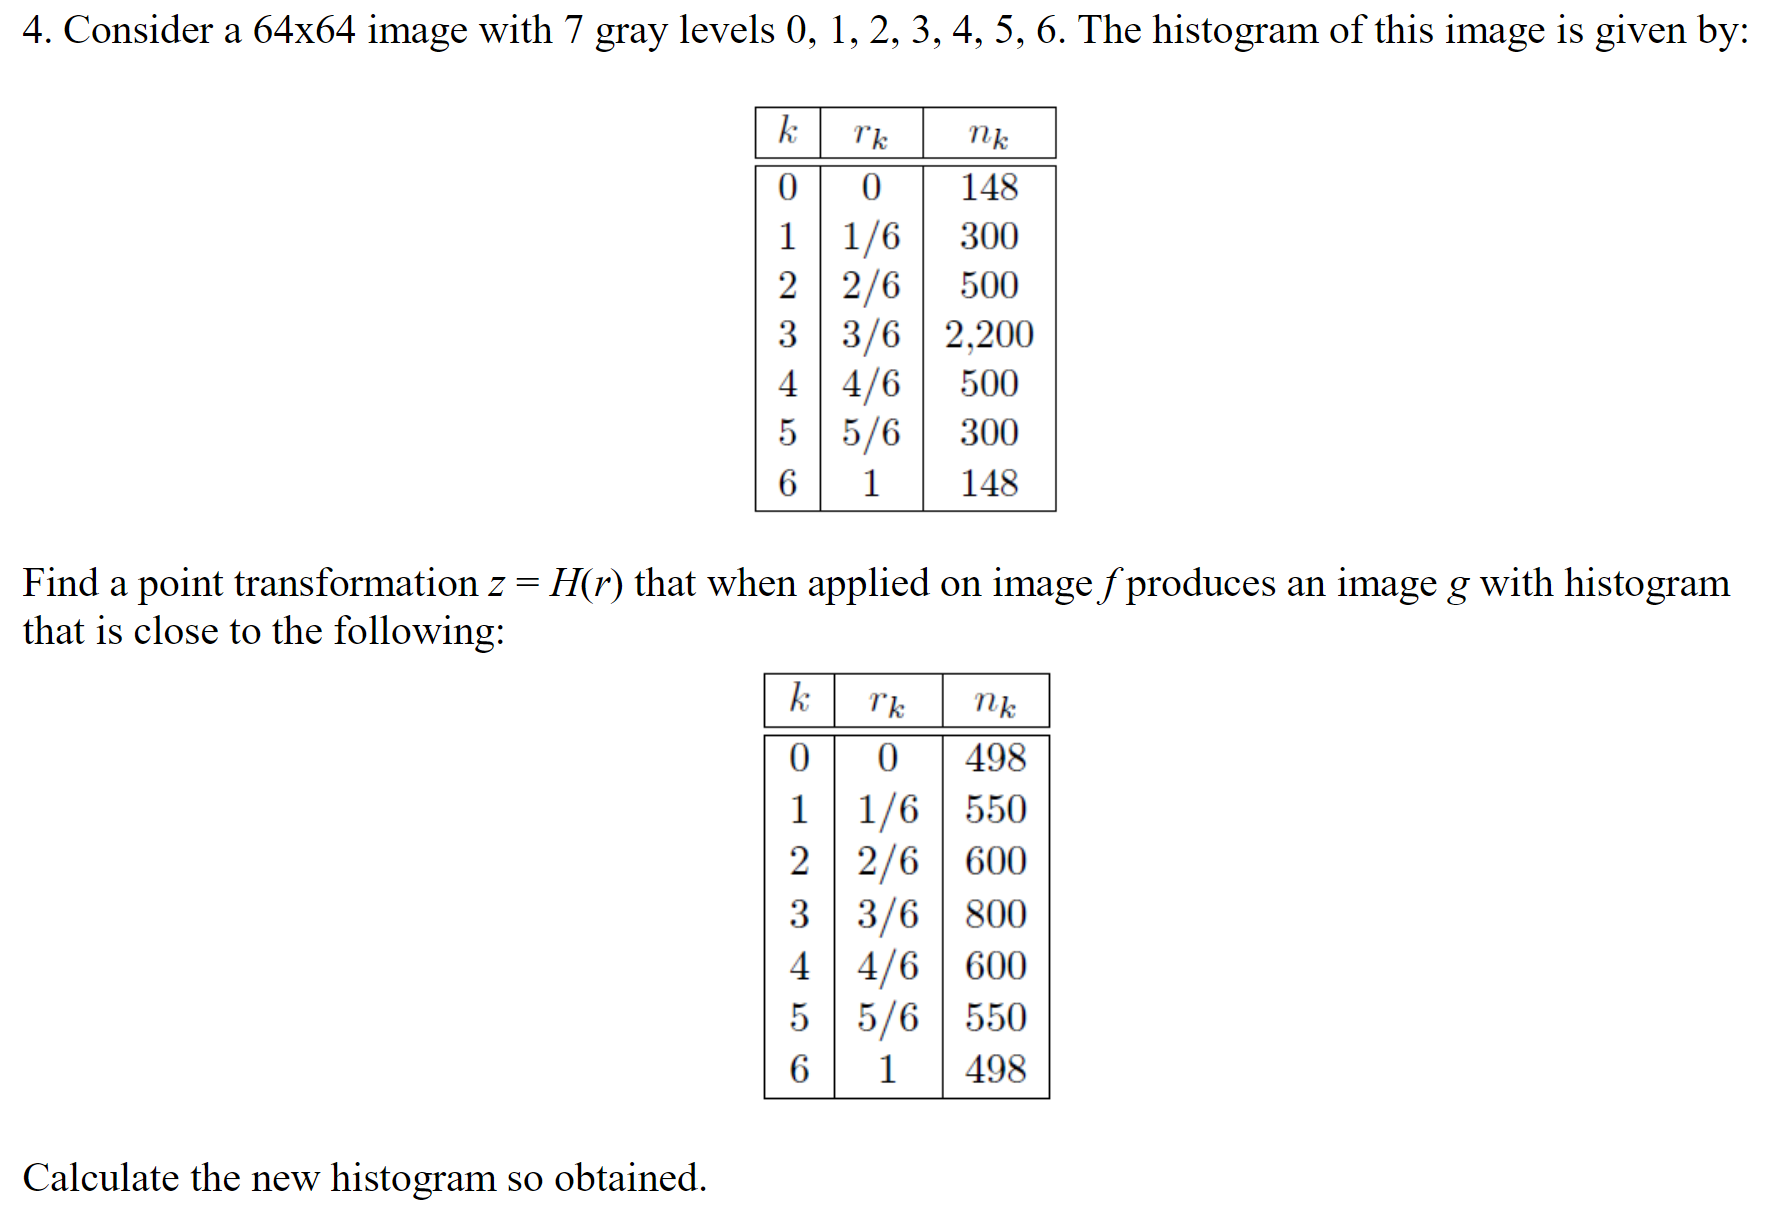 4. Consider a 64x64 image with 7 gray levels 0, 1, 2, 3, 4, 5, 6. The histogram of this image is given by:
k rk nk
0 0 148
1 1/6 300
2 2/6 500
3 3/6 2,200
4 4/6 500
5 5/6 300
6 1 148
Find a point transformation z = H(r) that when applied on image f produces an image g with histogram
that is close to the following:
k rk nk
0 0 498
1 1/6 550
2 2/6 600
3 3/6 800
4 4/6 600
5 5/6 550
6 1 498
Calculate the new histogram so obtained.